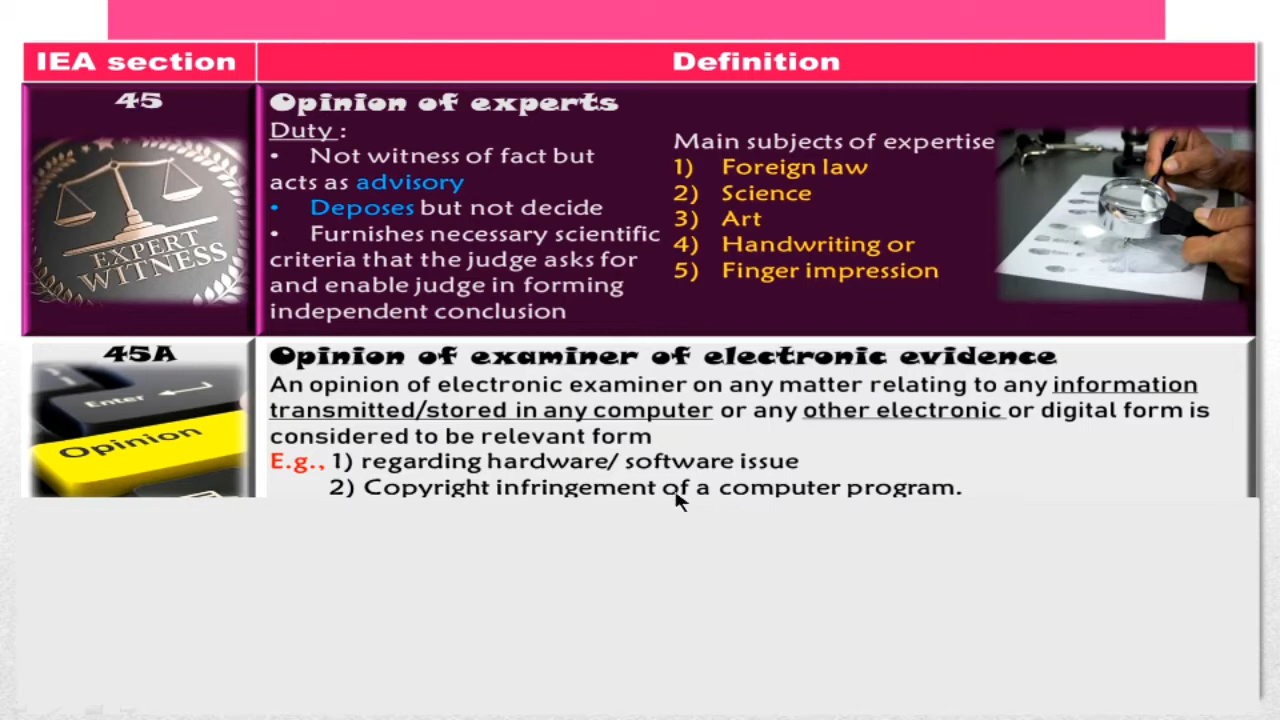 IEA section
Definition
45
EXPERT
WITNESS
Opinion of experts
Duty :
• Not witness of fact but
acts as advisory
• Deposes but not decide
• Furnishes necessary scientific
criteria that the judge asks for
and enable judge in forming
independent conclusion
Main subjects of expertise
1) Foreign law
2) Science
3) Art
4) Handwriting or
5) Finger impression
45A
Enter
Opinion
Opinion of examiner of electronic evidence
An opinion of electronic examiner on any matter relating to any information
transmitted/stored in any computer or any other electronic or digital form is
considered to be relevant form
E.g., 1) regarding hardware/ software issue
2) Copyright infringement of a computer program.